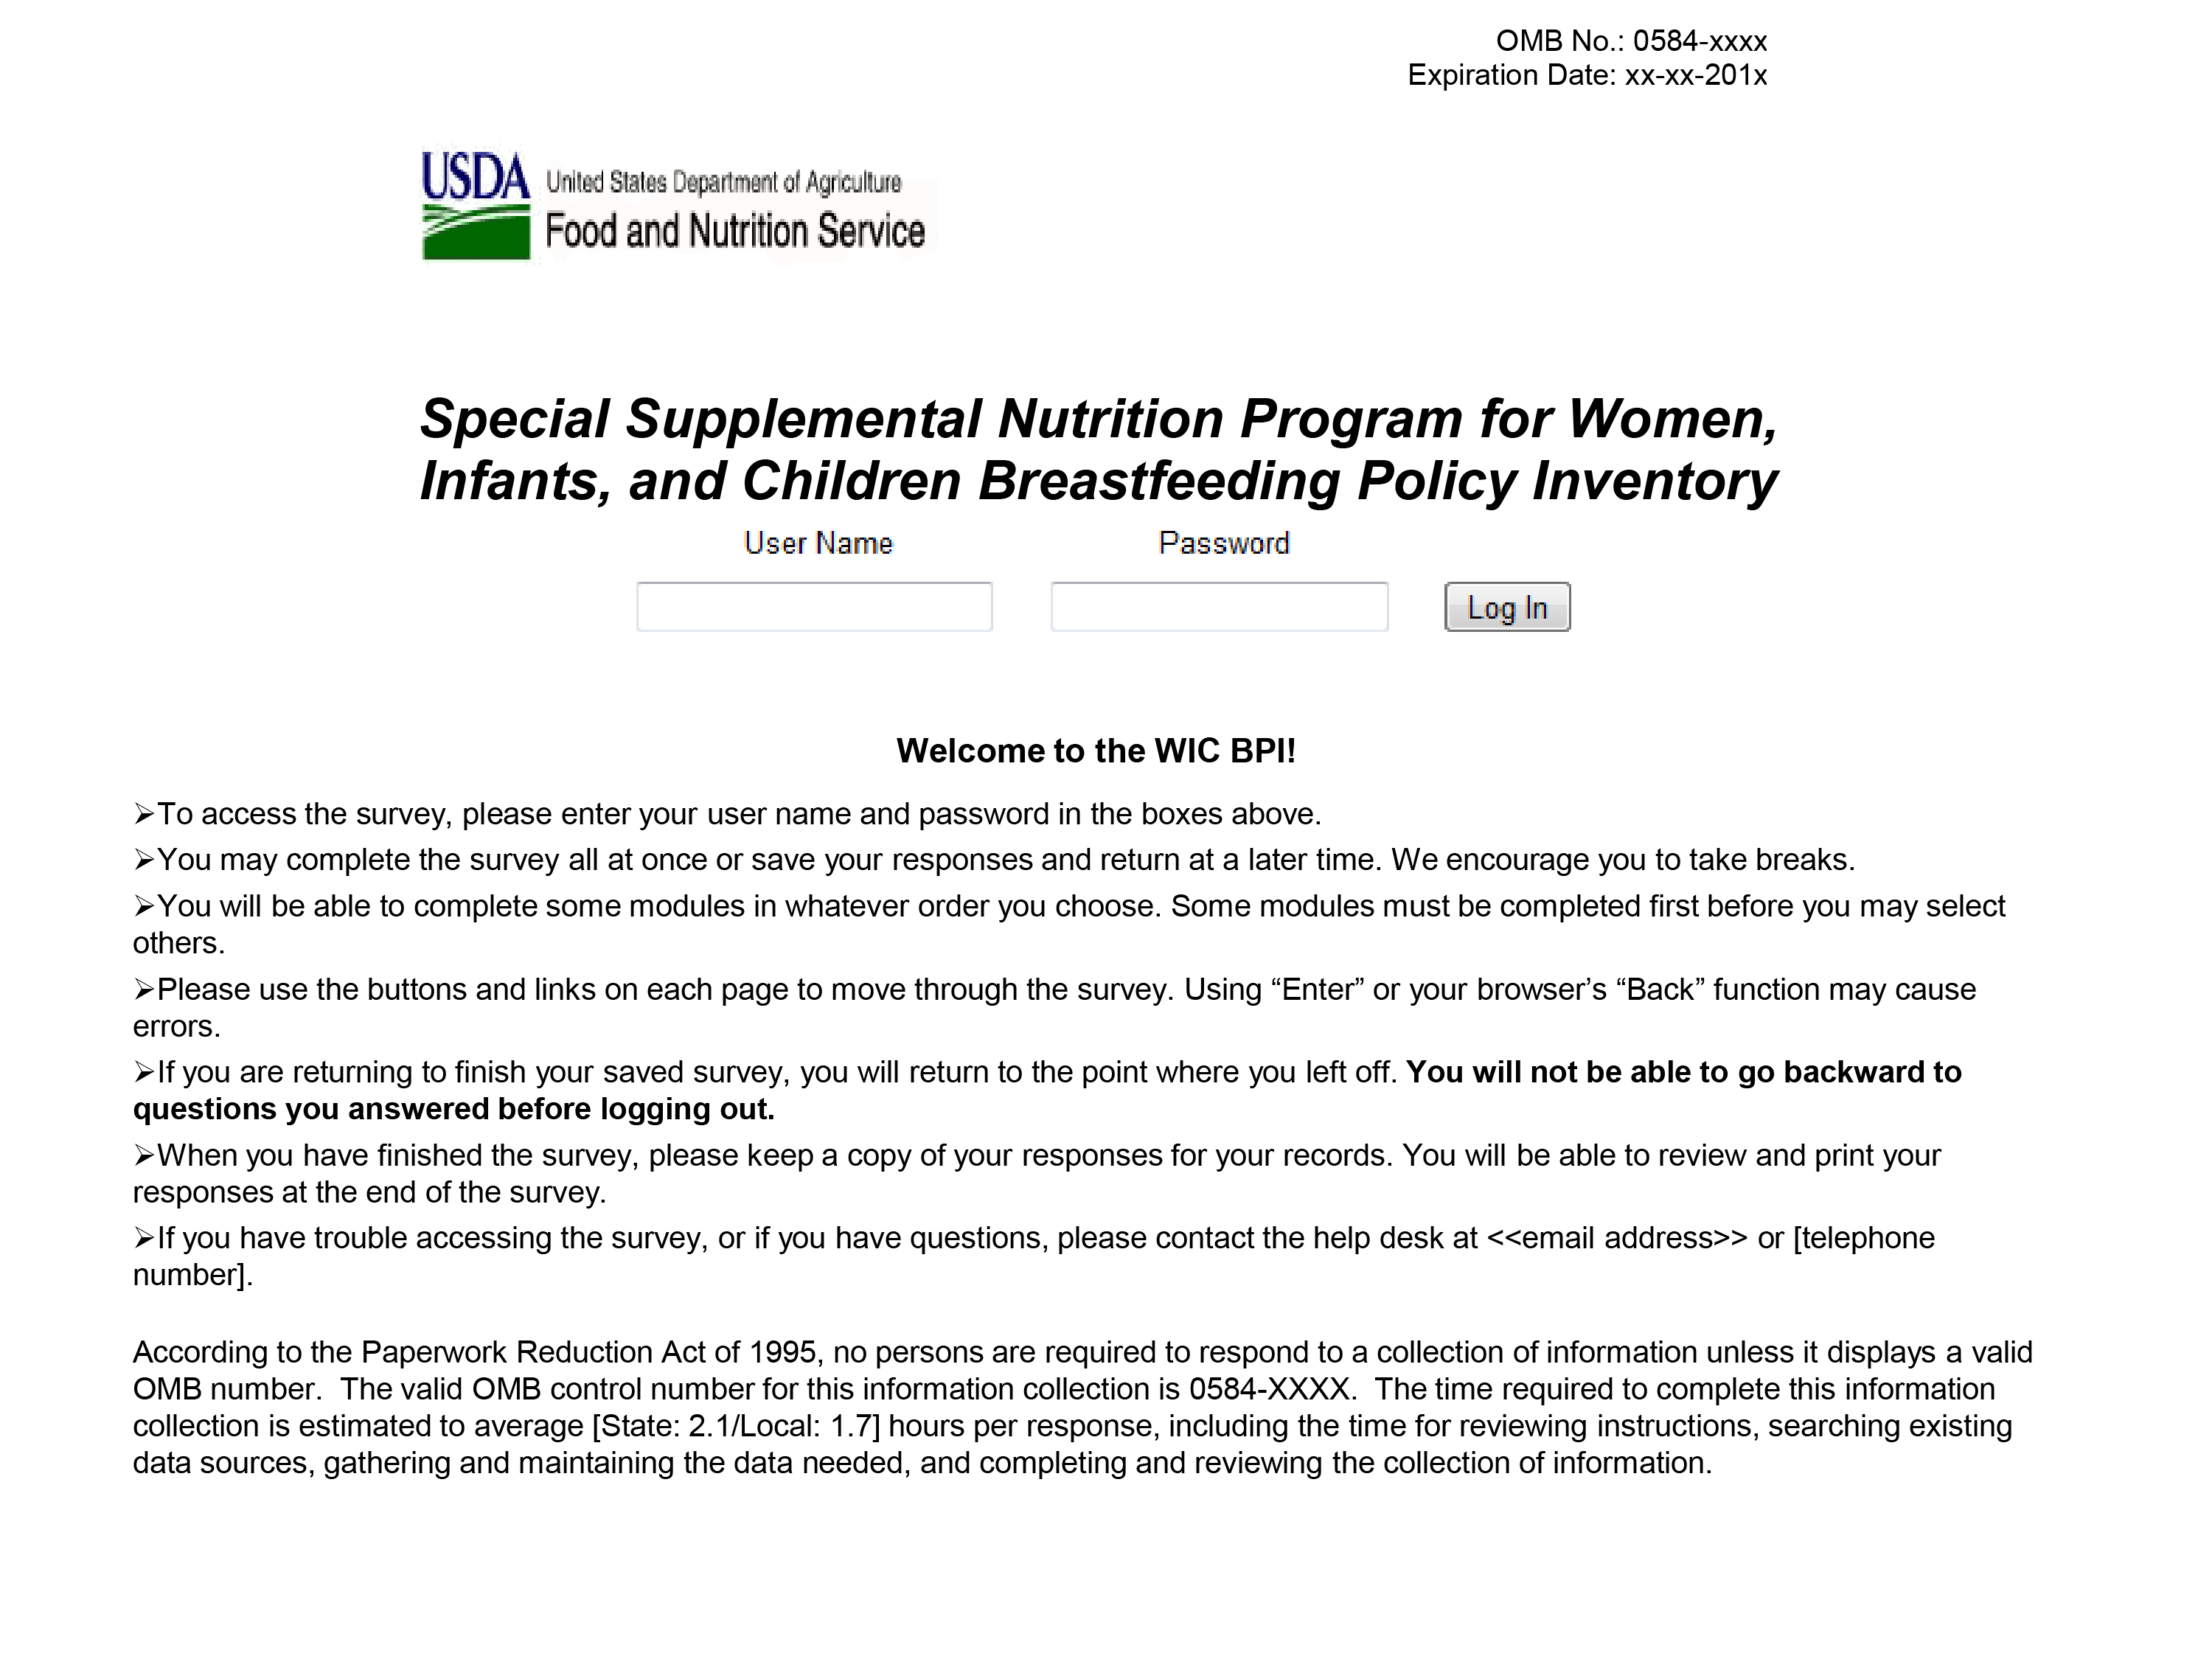 OMB No.: 0584-xxxx
Expiration Date: xx-xx-201x
USDA United States Department of Agriculture
Food and Nutrition Service
Special Supplemental Nutrition Program for Women,
Infants, and Children Breastfeeding Policy Inventory
User Name Password
Log In
Welcome to the WIC BPI!
➢To access the survey, please enter your user name and password in the boxes above.
➢You may complete the survey all at once or save your responses and return at a later time. We encourage you to take breaks.
➢You will be able to complete some modules in whatever order you choose. Some modules must be completed first before you may select
others.
➢Please use the buttons and links on each page to move through the survey. Using “Enter” or your browser’s “Back” function may cause
errors.
➢If you are returning to finish your saved survey, you will return to the point where you left off. You will not be able to go backward to
questions you answered before logging out.
➢When you have finished the survey, please keep a copy of your responses for your records. You will be able to review and print your
responses at the end of the survey.
➢If you have trouble accessing the survey, or if you have questions, please contact the help desk at <<email address>> or [telephone
number].
According to the Paperwork Reduction Act of 1995, no persons are required to respond to a collection of information unless it displays a valid
OMB number.  The valid OMB control number for this information collection is 0584-XXXX.  The time required to complete this information
collection is estimated to average [State: 2.1/Local: 1.7] hours per response, including the time for reviewing instructions, searching existing
data sources, gathering and maintaining the data needed, and completing and reviewing the collection of information.